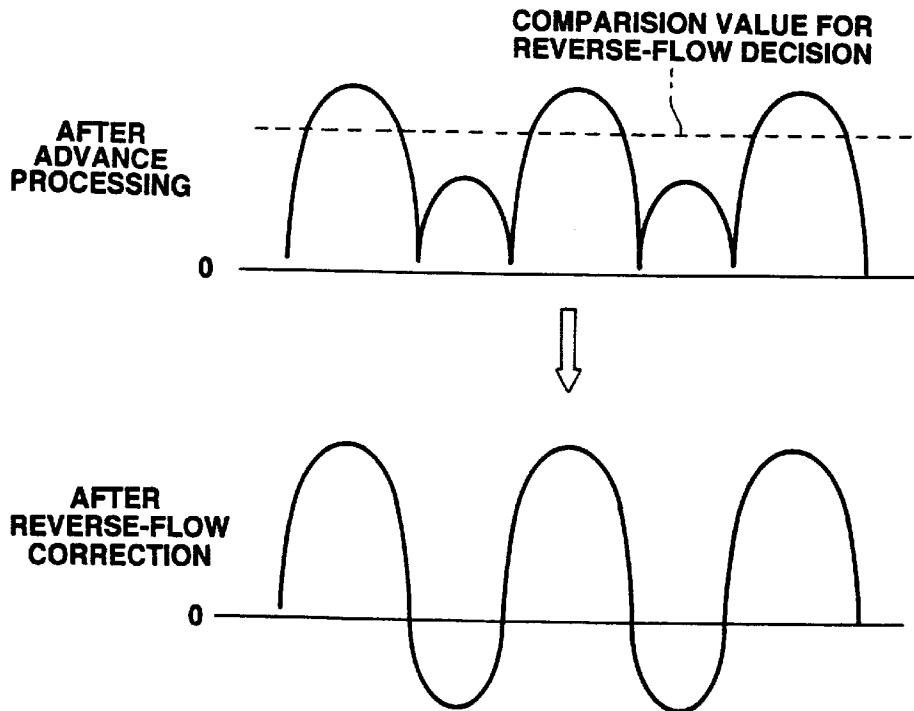 COMPARISION VALUE FOR
REVERSE-FLOW DECISION
AFTER
ADVANCE
PROCESSING
0
AFTER
REVERSE-FLOW
CORRECTION
0